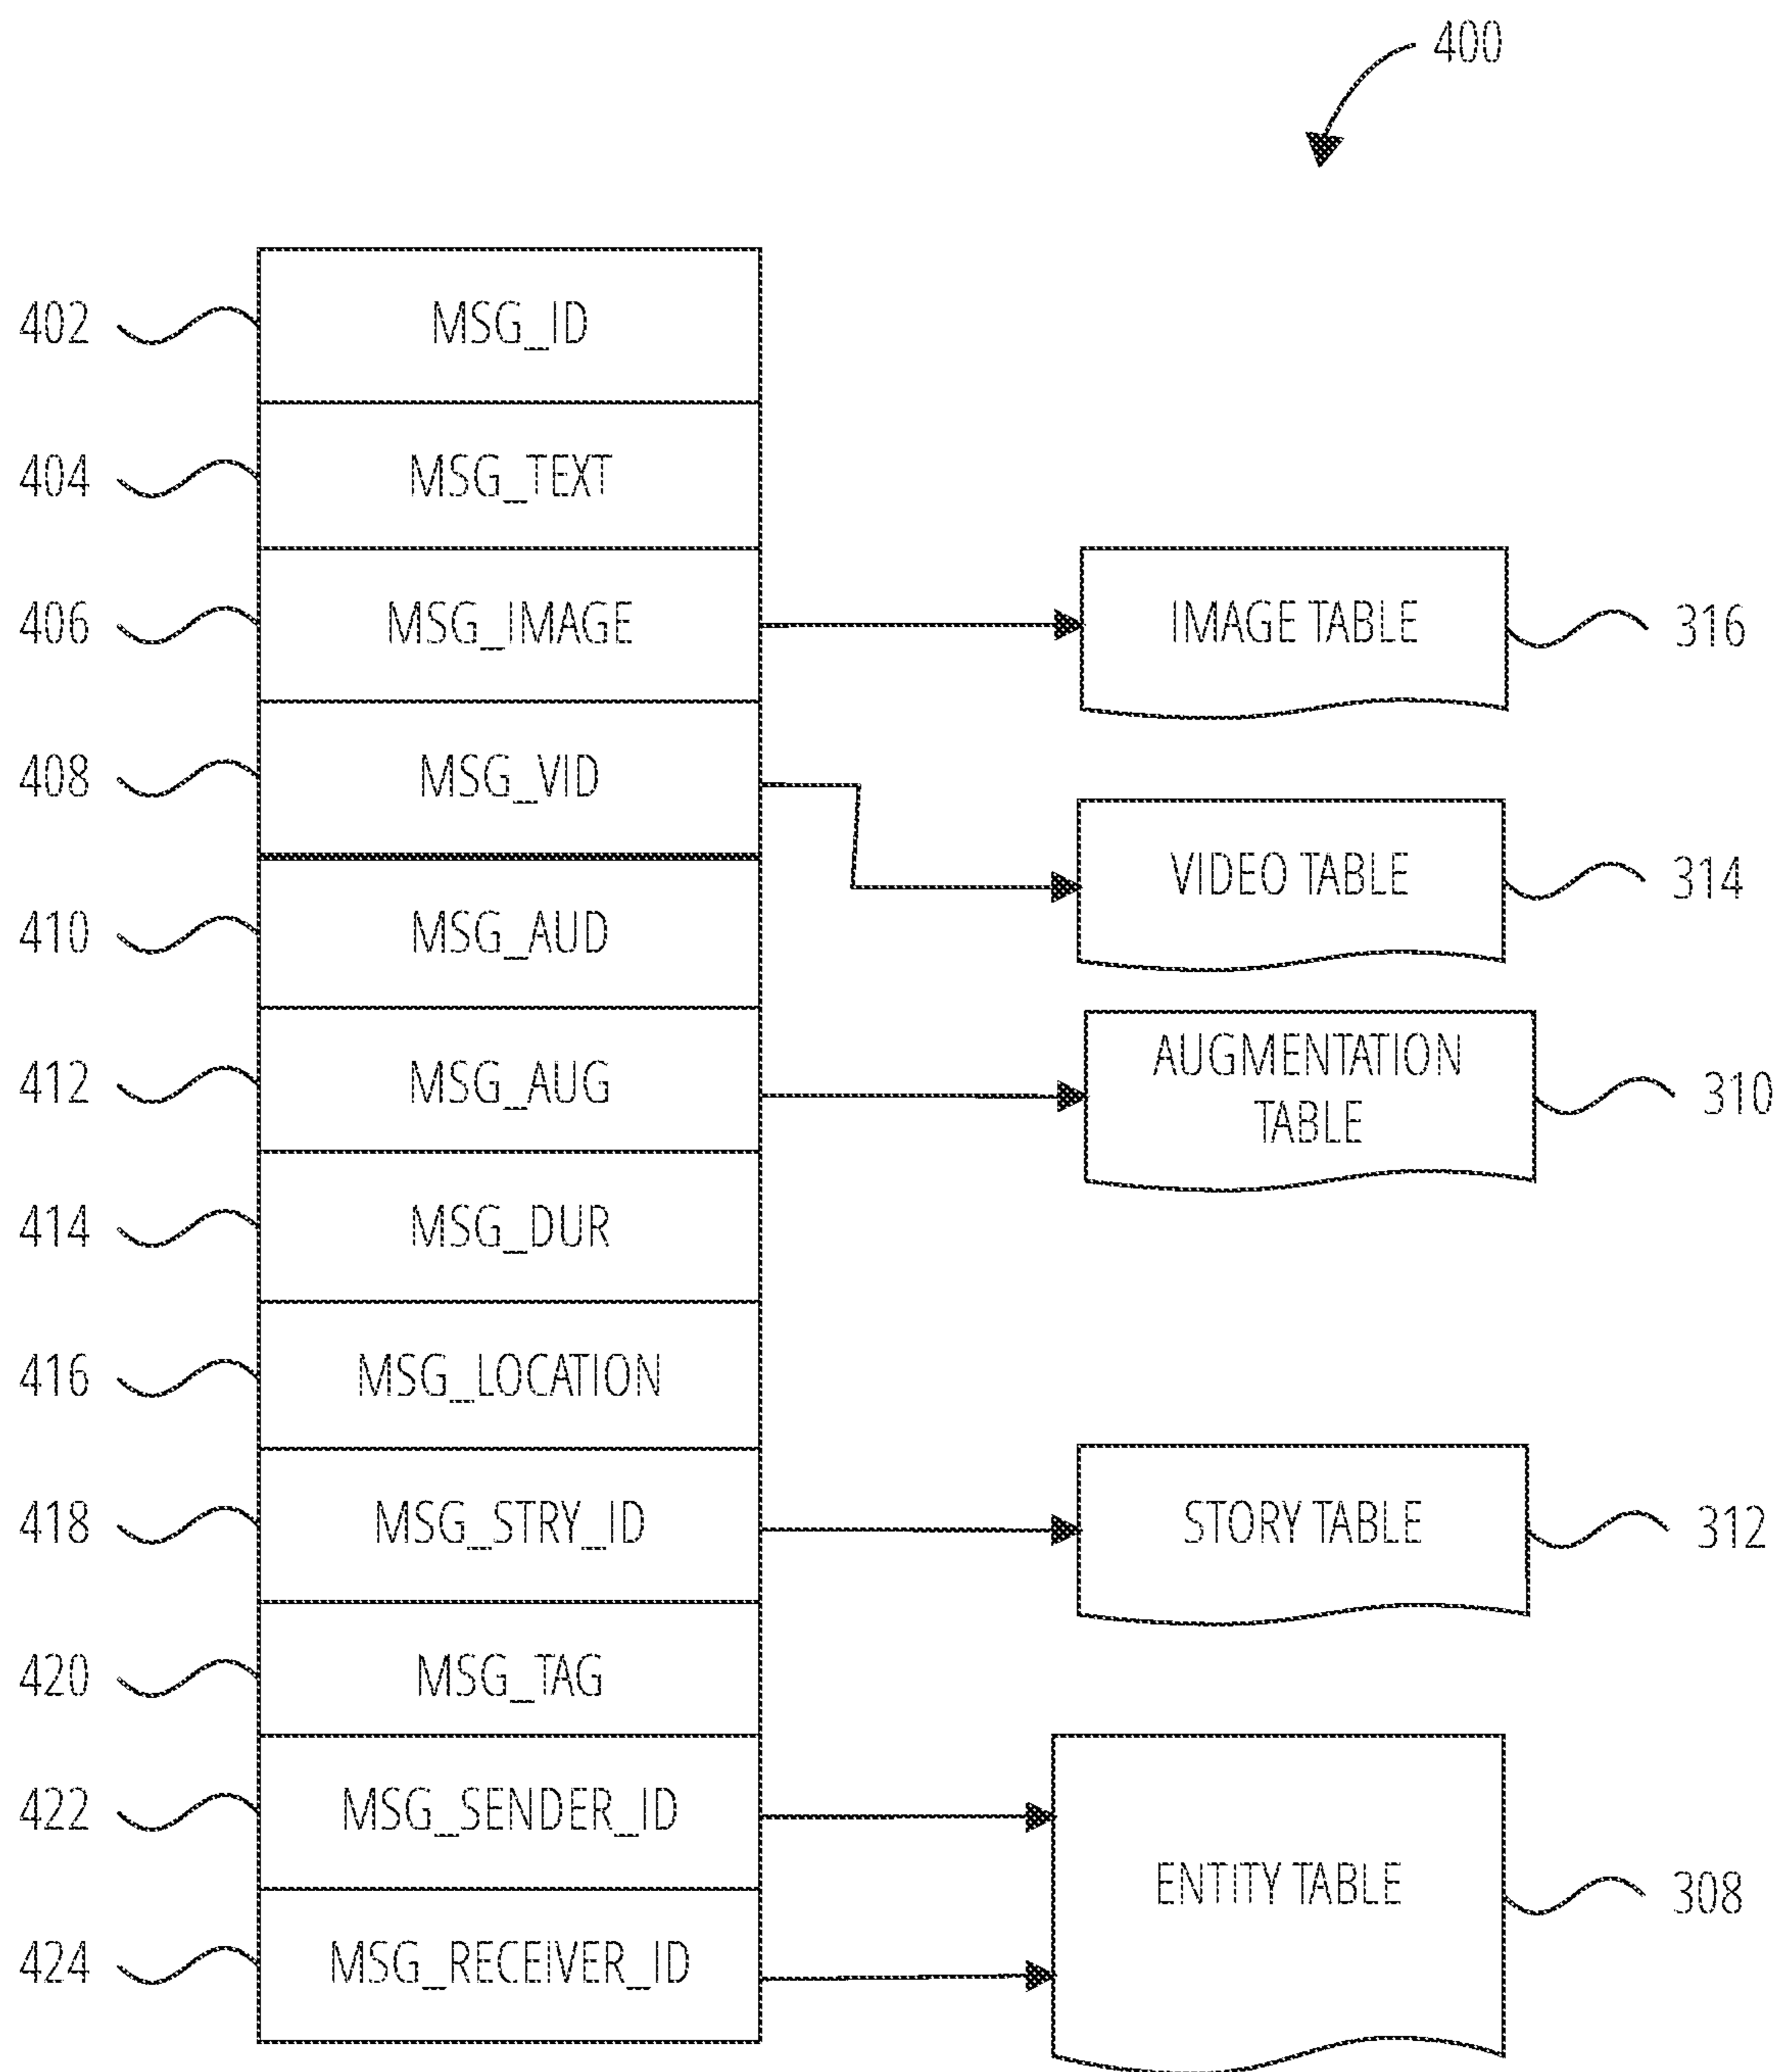 400
402 MSG_ID
404 MSG_TEXT
406 MSG_IMAGE IMAGE TABLE 316
408 MSG_VID VIDEO TABLE 314
410 MSG_AUD
412 MSG_AUG AUGMENTATION
TABLE 310
414 MSG_DUR
416 MSG_LOCATION
418 MSG_STRY_ID STORY TABLE 312
420 MSG_TAG
422 MSG_SENDER_ID
ENTITY TABLE 308
424 MSG_RECEIVER_ID